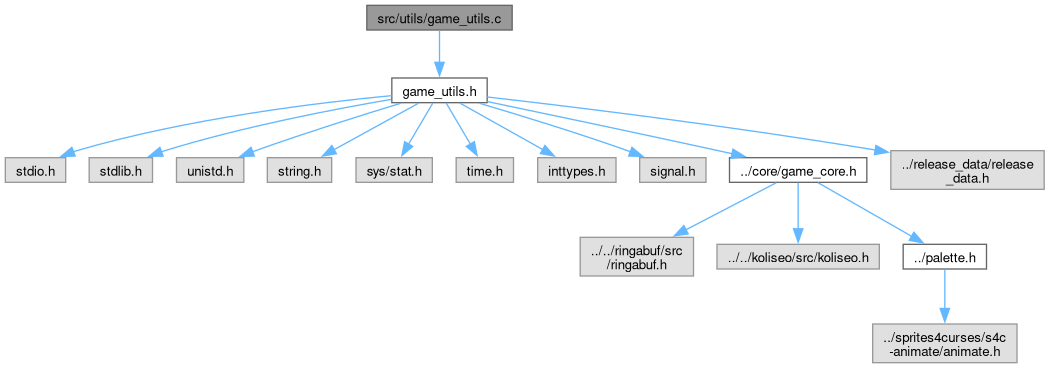 src/utils/game_utils.c
game_utils.h
stdio.h
stdlib.h
unistd.h
string.h
sys/stat.h
time.h
inttypes.h
signal.h
../core/game_core.h
../release_data/release
_data.h
../../ringabuf/src
/ringabuf.h
../../koliseo/src/koliseo.h
../palette.h
../sprites4curses/s4c
-animate/animate.h